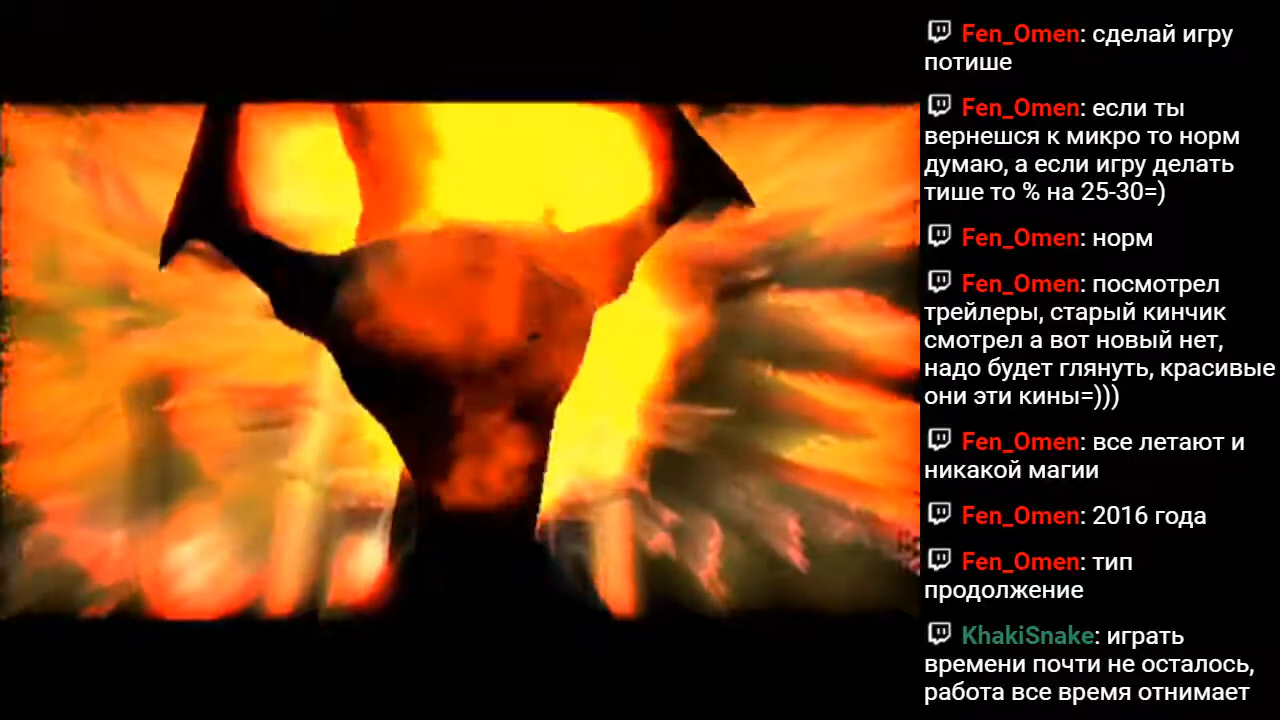 Fen_Omen: сделай игру
потише
Fen_Omen: если ты
вернешся к микро то норм
думаю, а если игру делать
тише то % на 25-30=)
Fen_Omen: норм
Fen_Omen: посмотрел
трейлеры, старый кинчик
смотрел а вот новый нет,
надо будет глянуть, красивые
они эти кины=)))
Fen_Omen: все летают и
никакой магии
Fen_Omen: 2016 года
Fen_Omen: тип
продолжение
KhakiSnake: играть
времени почти не осталось,
работа все время отнимает